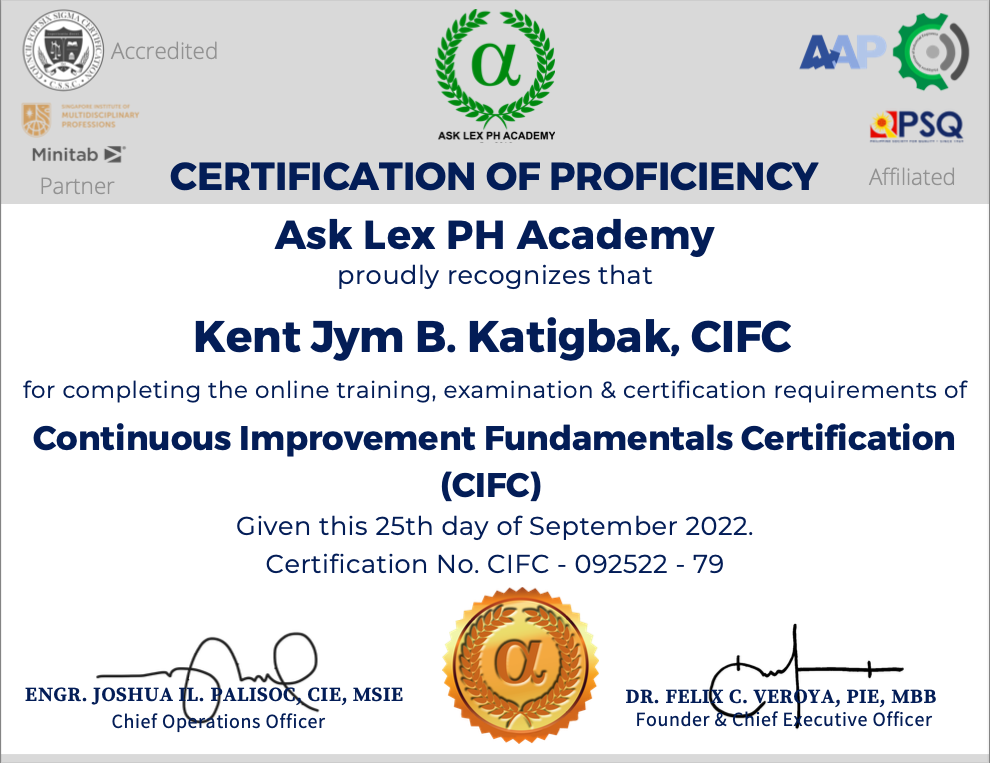 COUNCIL FOR SIX SIGMA CERTIFICATION
C.S.S.C.
Accredited
SINGAPORE INSTITUTE OF
MULTIDISCIPLINARY
PROFESSIONS
Minitab
Partner
α
ASK LEX PH ACADEMY
AAP
PSQ
PHILIPPINE SOCIETY FOR QUALITY
Affiliated
CERTIFICATION OF PROFICIENCY
Ask Lex PH Academy
proudly recognizes that
Kent Jym B. Katigbak, CIFC
for completing the online training, examination & certification requirements of
Continuous Improvement Fundamentals Certification
(CIFC)
Given this 25th day of September 2022.
Certification No. CIFC - 092522 - 79
α
ENGR. JOSHUA IL. PALISOC, CIE, MSIE
Chief Operations Officer
DR. FELIX C. VEROYA, PIE, MBB
Founder & Chief Executive Officer